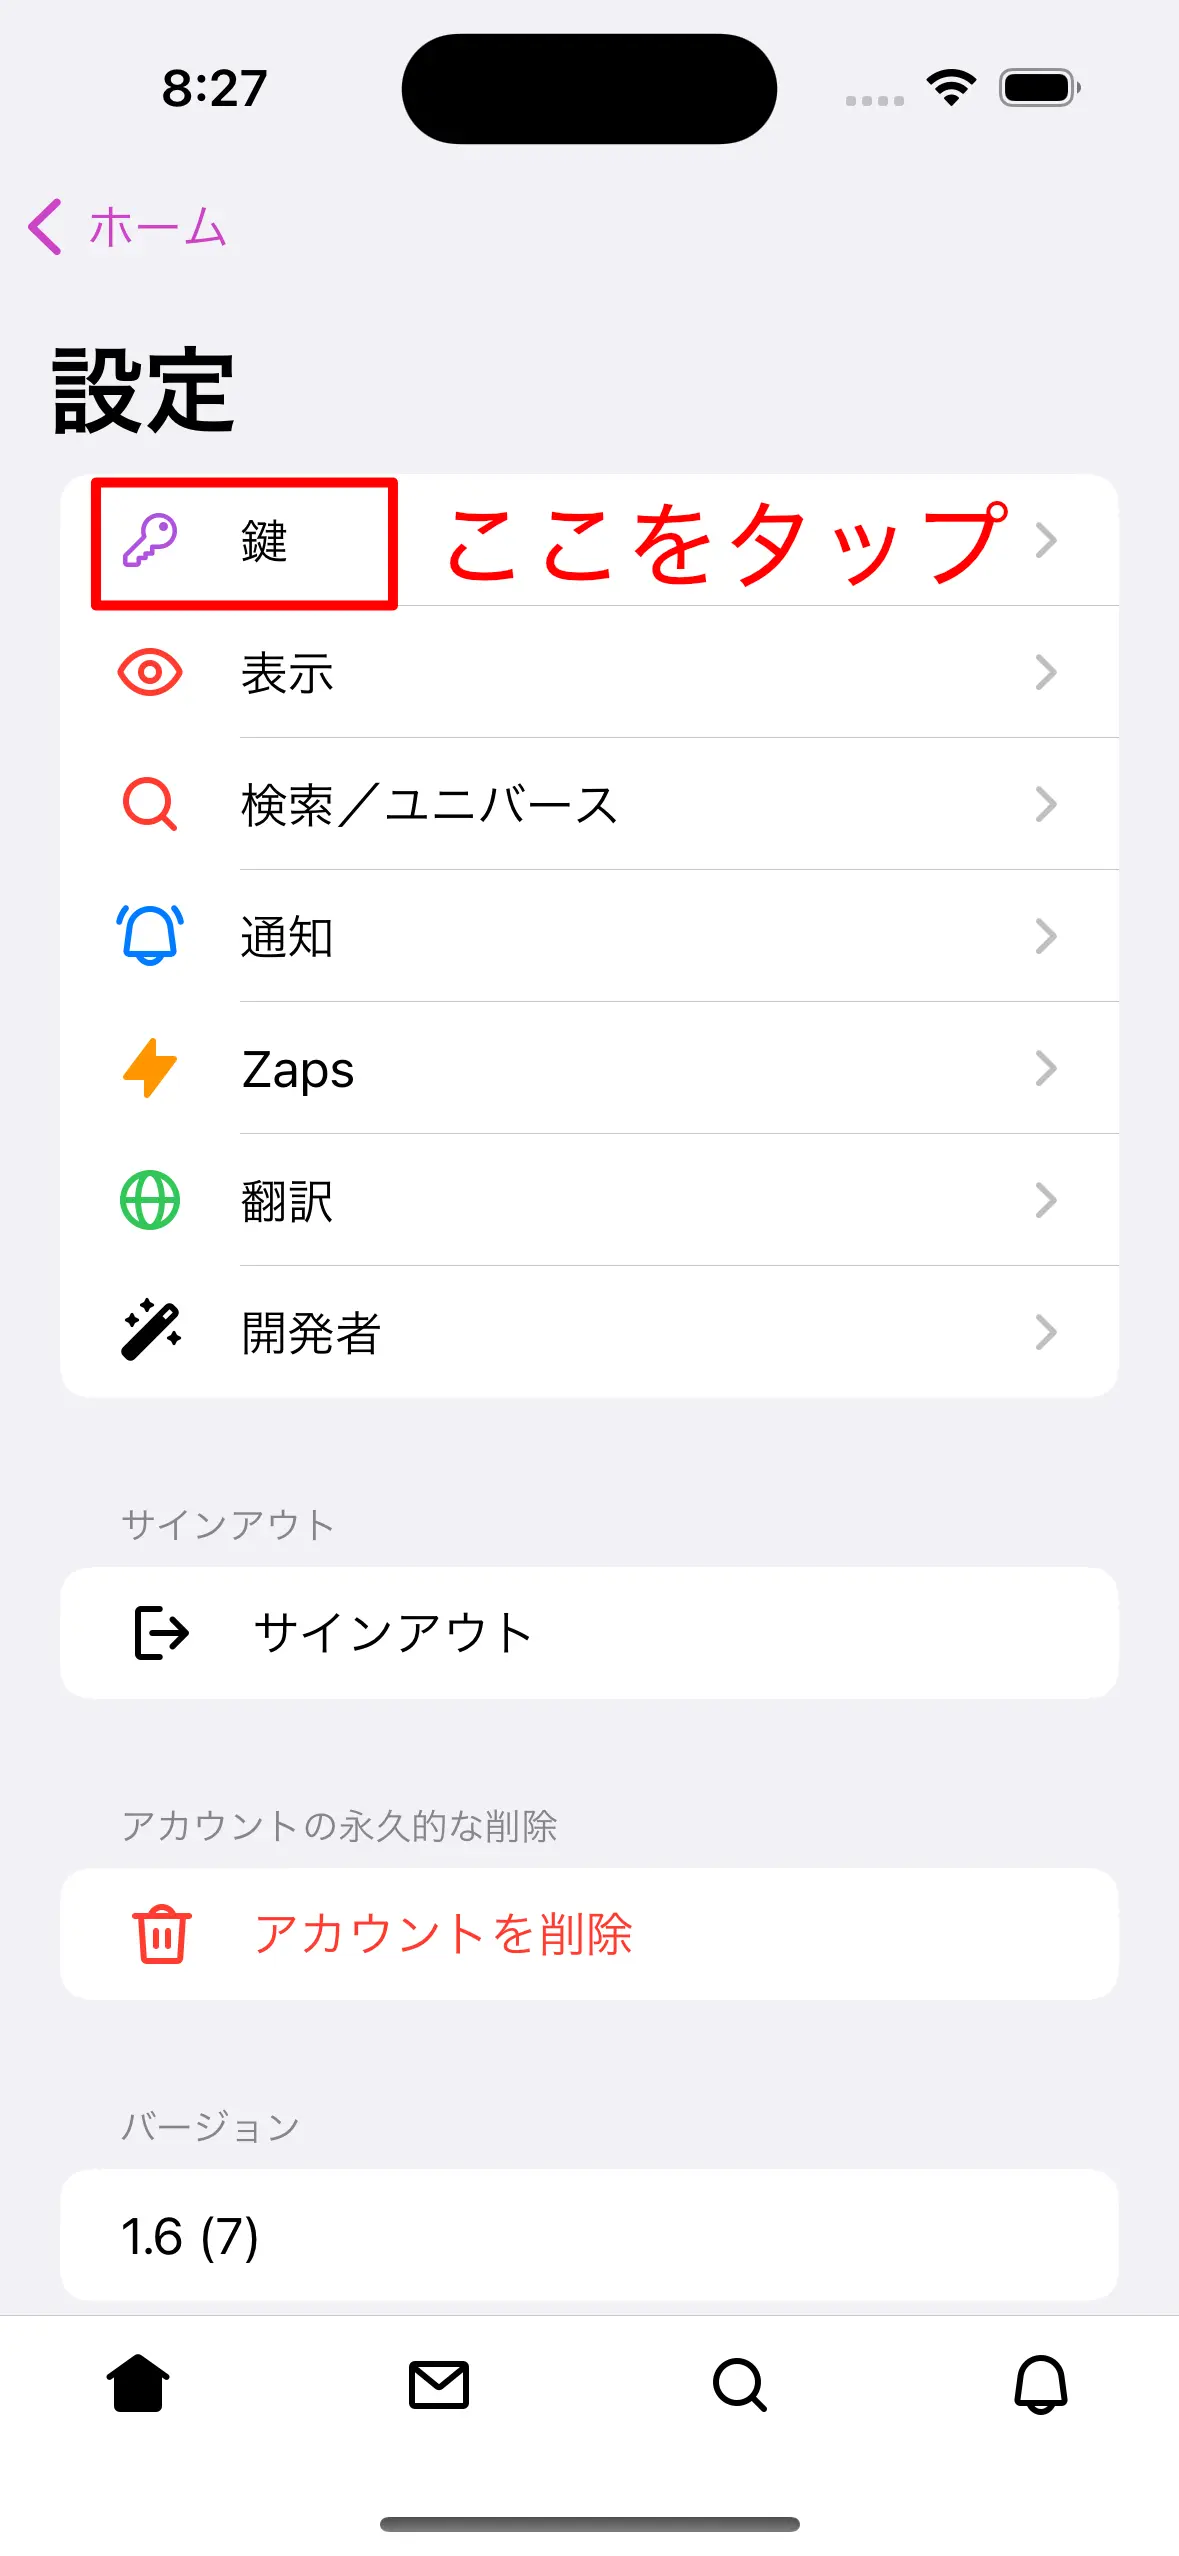 8:27
ホーム
設定
鍵
ここをタップ
表示
検索／ユニバース
通知
Zaps
翻訳
開発者
サインアウト
サインアウト
アカウントの永久的な削除
アカウントを削除
バージョン
1.6 (7)